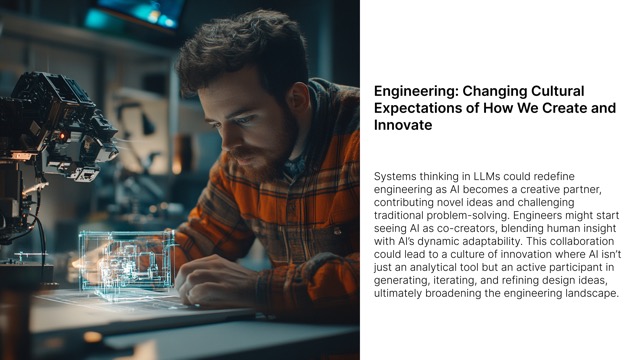 Engineering: Changing Cultural
Expectations of How We Create and
Innovate
Systems thinking in LLMs could redefine
engineering as AI becomes a creative partner,
contributing novel ideas and challenging
traditional problem-solving. Engineers might start
seeing AI as co-creators, blending human insight
with AI’s dynamic adaptability. This collaboration
could lead to a culture of innovation where AI isn’t
just an analytical tool but an active participant in
generating, iterating, and refining design ideas,
ultimately broadening the engineering landscape.